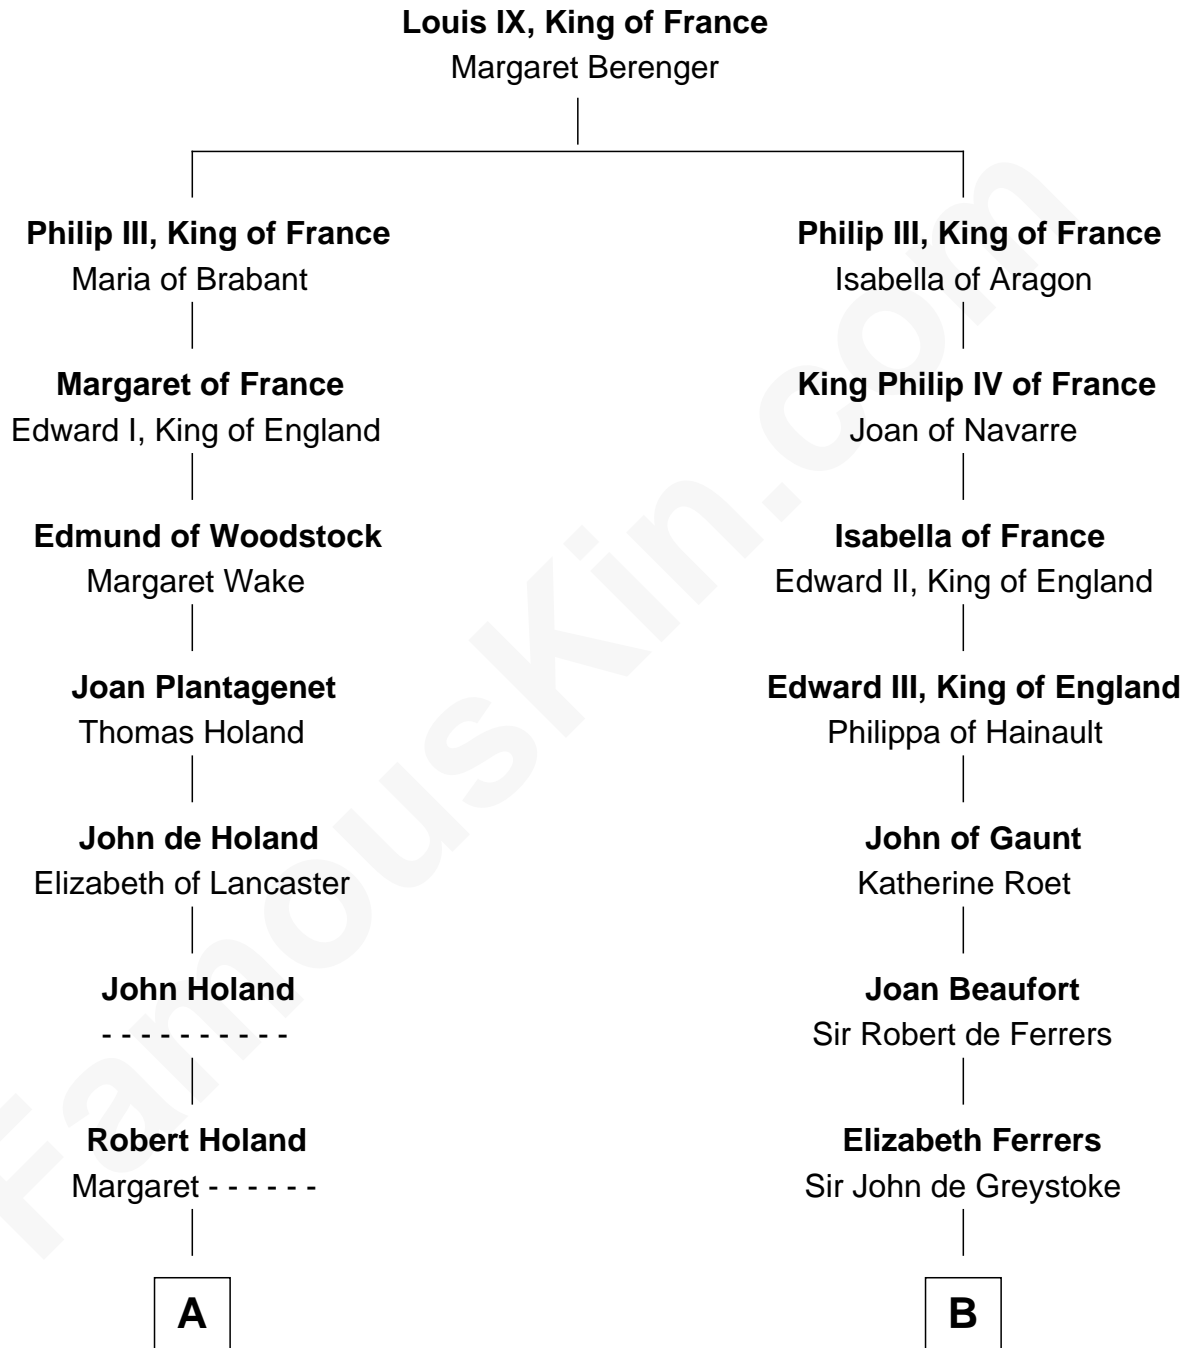 Louis IX, King of France
Margaret Berenger
Philip III, King of France
Maria of Brabant
Margaret of France
Edward I, King of England
Edmund of Woodstock
Margaret Wake
Joan Plantagenet
Thomas Holand
John de Holand
Elizabeth of Lancaster
John Holand
- - - - - - - - - -
Robert Holand
Margaret - - - - - -
A
Philip III, King of France
Isabella of Aragon
King Philip IV of France
Joan of Navarre
Isabella of France
Edward II, King of England
Edward III, King of England
Philippa of Hainault
John of Gaunt
Katherine Roet
Joan Beaufort
Sir Robert de Ferrers
Elizabeth Ferrers
Sir John de Greystoke
B
FamousKin.com